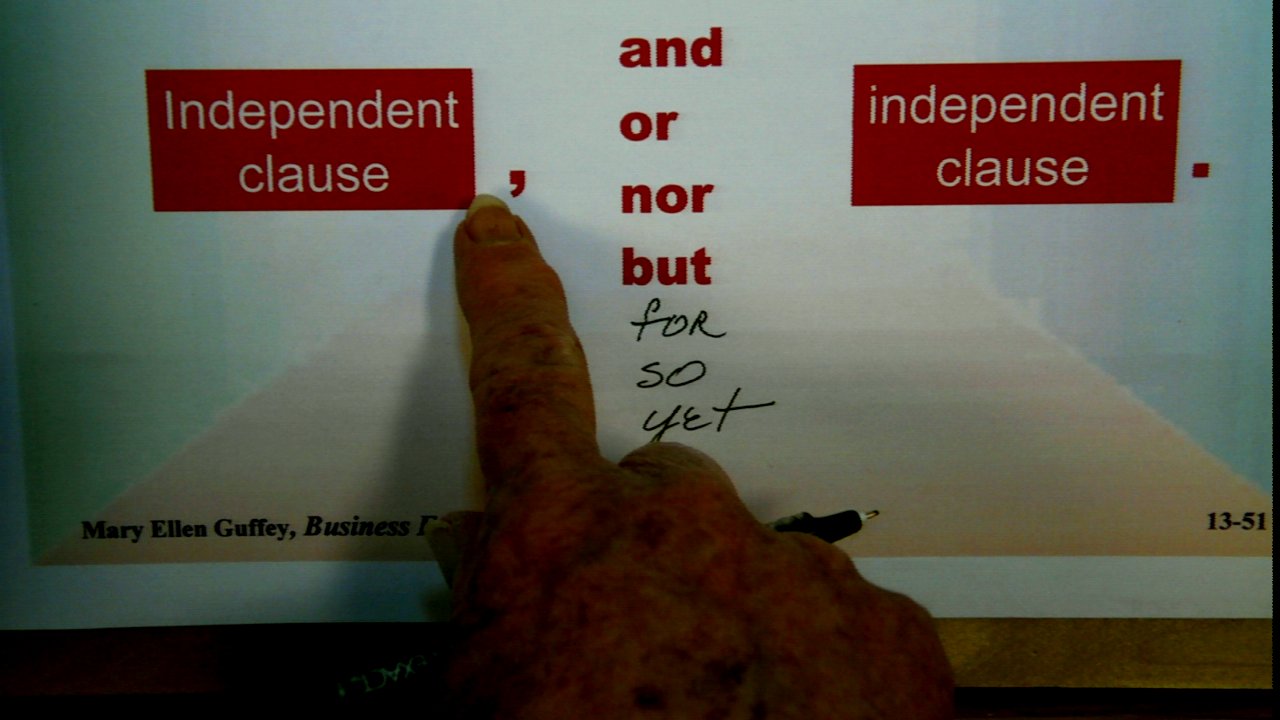 Independent
clause
,
and
or
nor
but
for
so
yet
independent
clause
.
Mary Ellen Guffey, Business
13-51